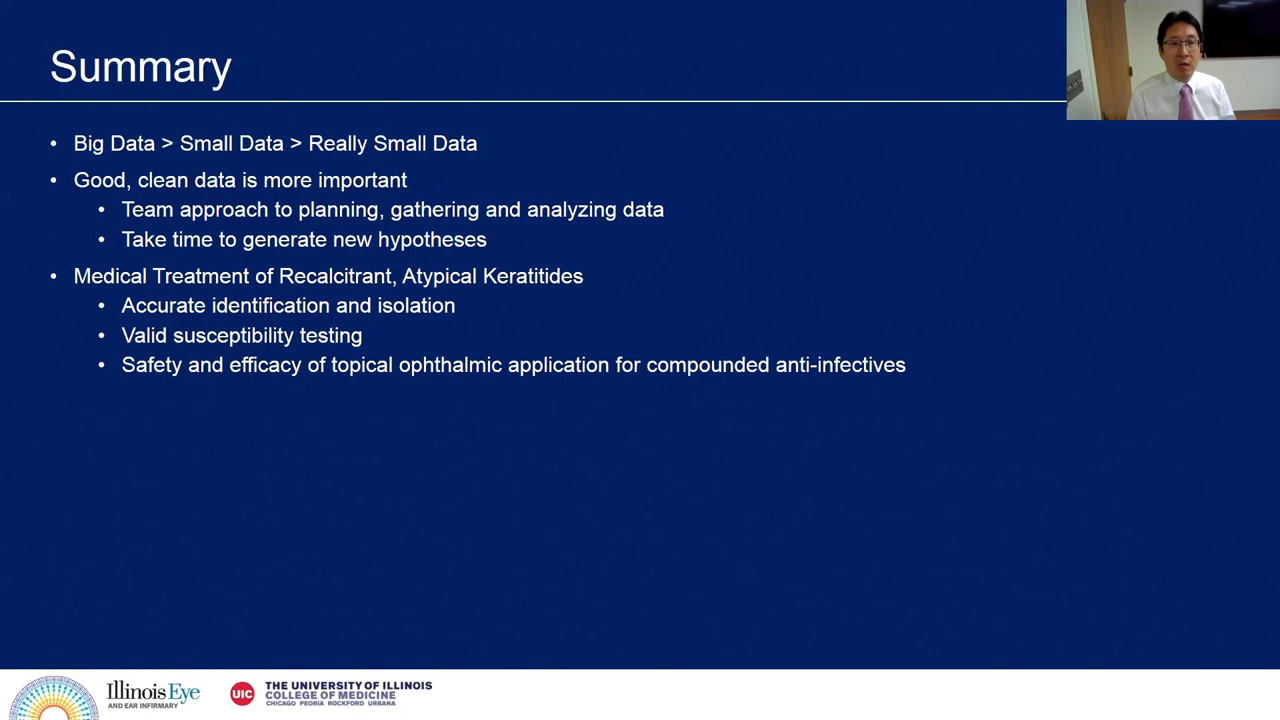 Summary
• Big Data > Small Data > Really Small Data
• Good, clean data is more important
• Team approach to planning, gathering and analyzing data
• Take time to generate new hypotheses
• Medical Treatment of Recalcitrant, Atypical Keratitides
• Accurate identification and isolation
• Valid susceptibility testing
• Safety and efficacy of topical ophthalmic application for compounded anti-infectives
Illinois Eye
AND EAR INFIRMARY
UIC
THE UNIVERSITY OF ILLINOIS
COLLEGE OF MEDICINE
CHICAGO PEORIA ROCKFORD URBANA